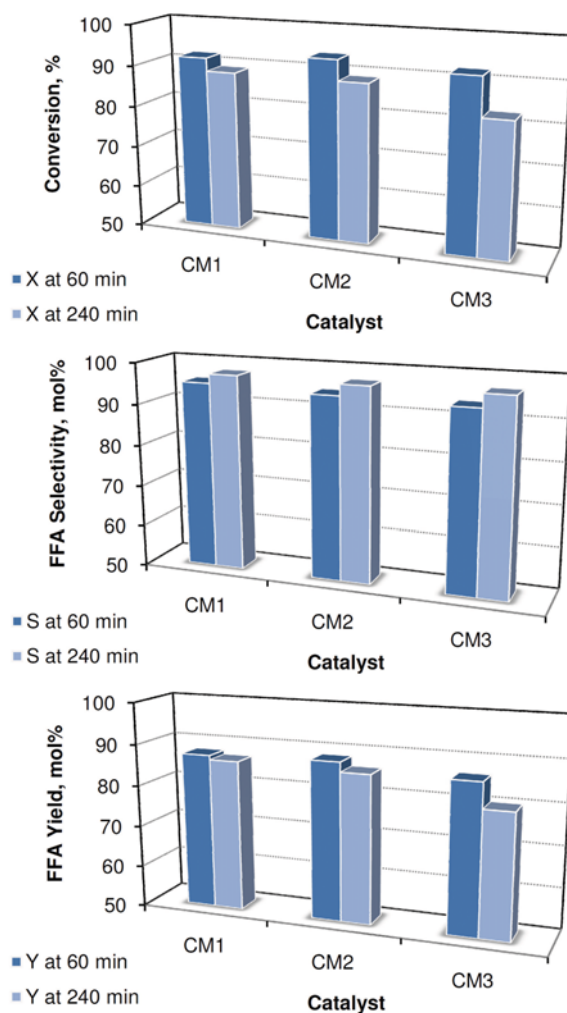 Conversion, %
100
90
80
70
60
50
CM1
CM2
CM3
X at 60 min
X at 240 min
Catalyst
FFA Selectivity, mol%
100
90
80
70
60
50
CM1
CM2
CM3
S at 60 min
S at 240 min
Catalyst
FFA Yield, mol%
100
90
80
70
60
50
CM1
CM2
CM3
Y at 60 min
Y at 240 min
Catalyst